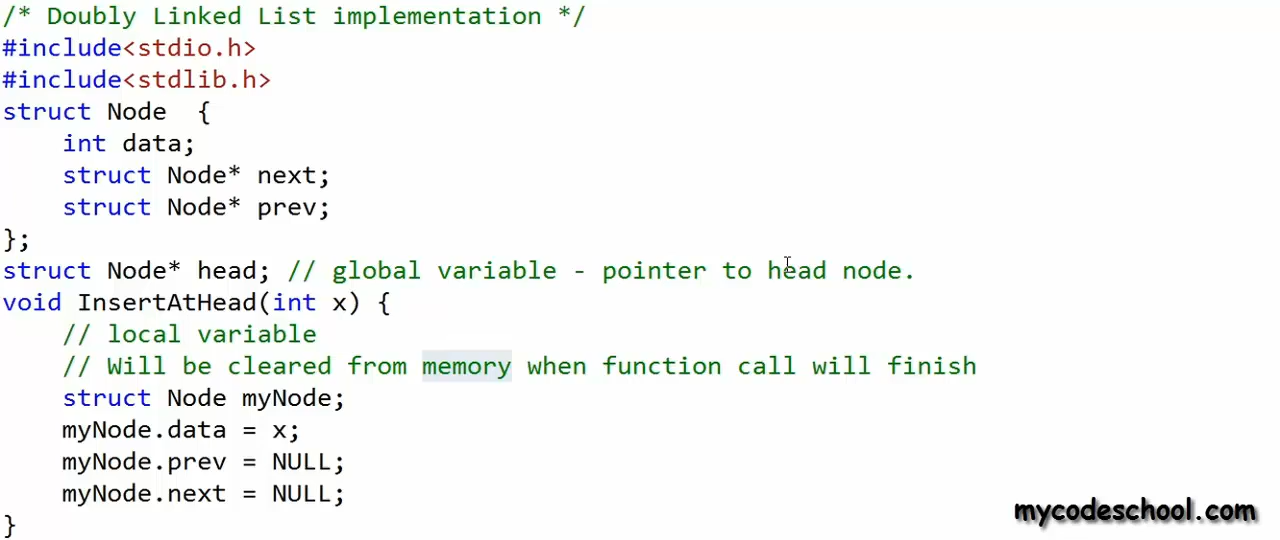 /* Doubly Linked List implementation */
#include<stdio.h>
#include<stdlib.h>
struct Node  {
    int data;
    struct Node* next;
    struct Node* prev;
};
struct Node* head; // global variable - pointer to head node.
void InsertAtHead(int x) {
    // local variable
    // Will be cleared from memory when function call will finish
    struct Node myNode;
    myNode.data = x;
    myNode.prev = NULL;
    myNode.next = NULL;
}
mycodeschool.com